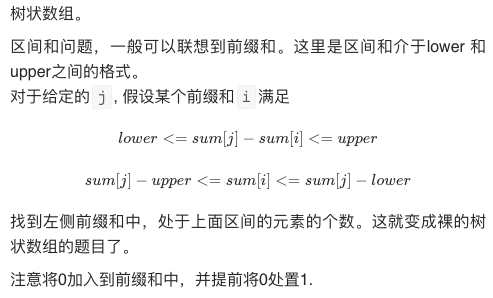 树状数组。
区间和问题，一般可以联想到前缀和。这里是区间和介于lower 和
upper之间的格式。
对于给定的 j , 假设某个前缀和 i 满足
lower <= sum[j] − sum[i] <= upper
sum[j] − upper <= sum[i] <= sum[j] − lower
找到左侧前缀和中，处于上面区间的元素的个数。这就变成裸的树
状数组的题目了。
注意将0加入到前缀和中，并提前将0处置1.